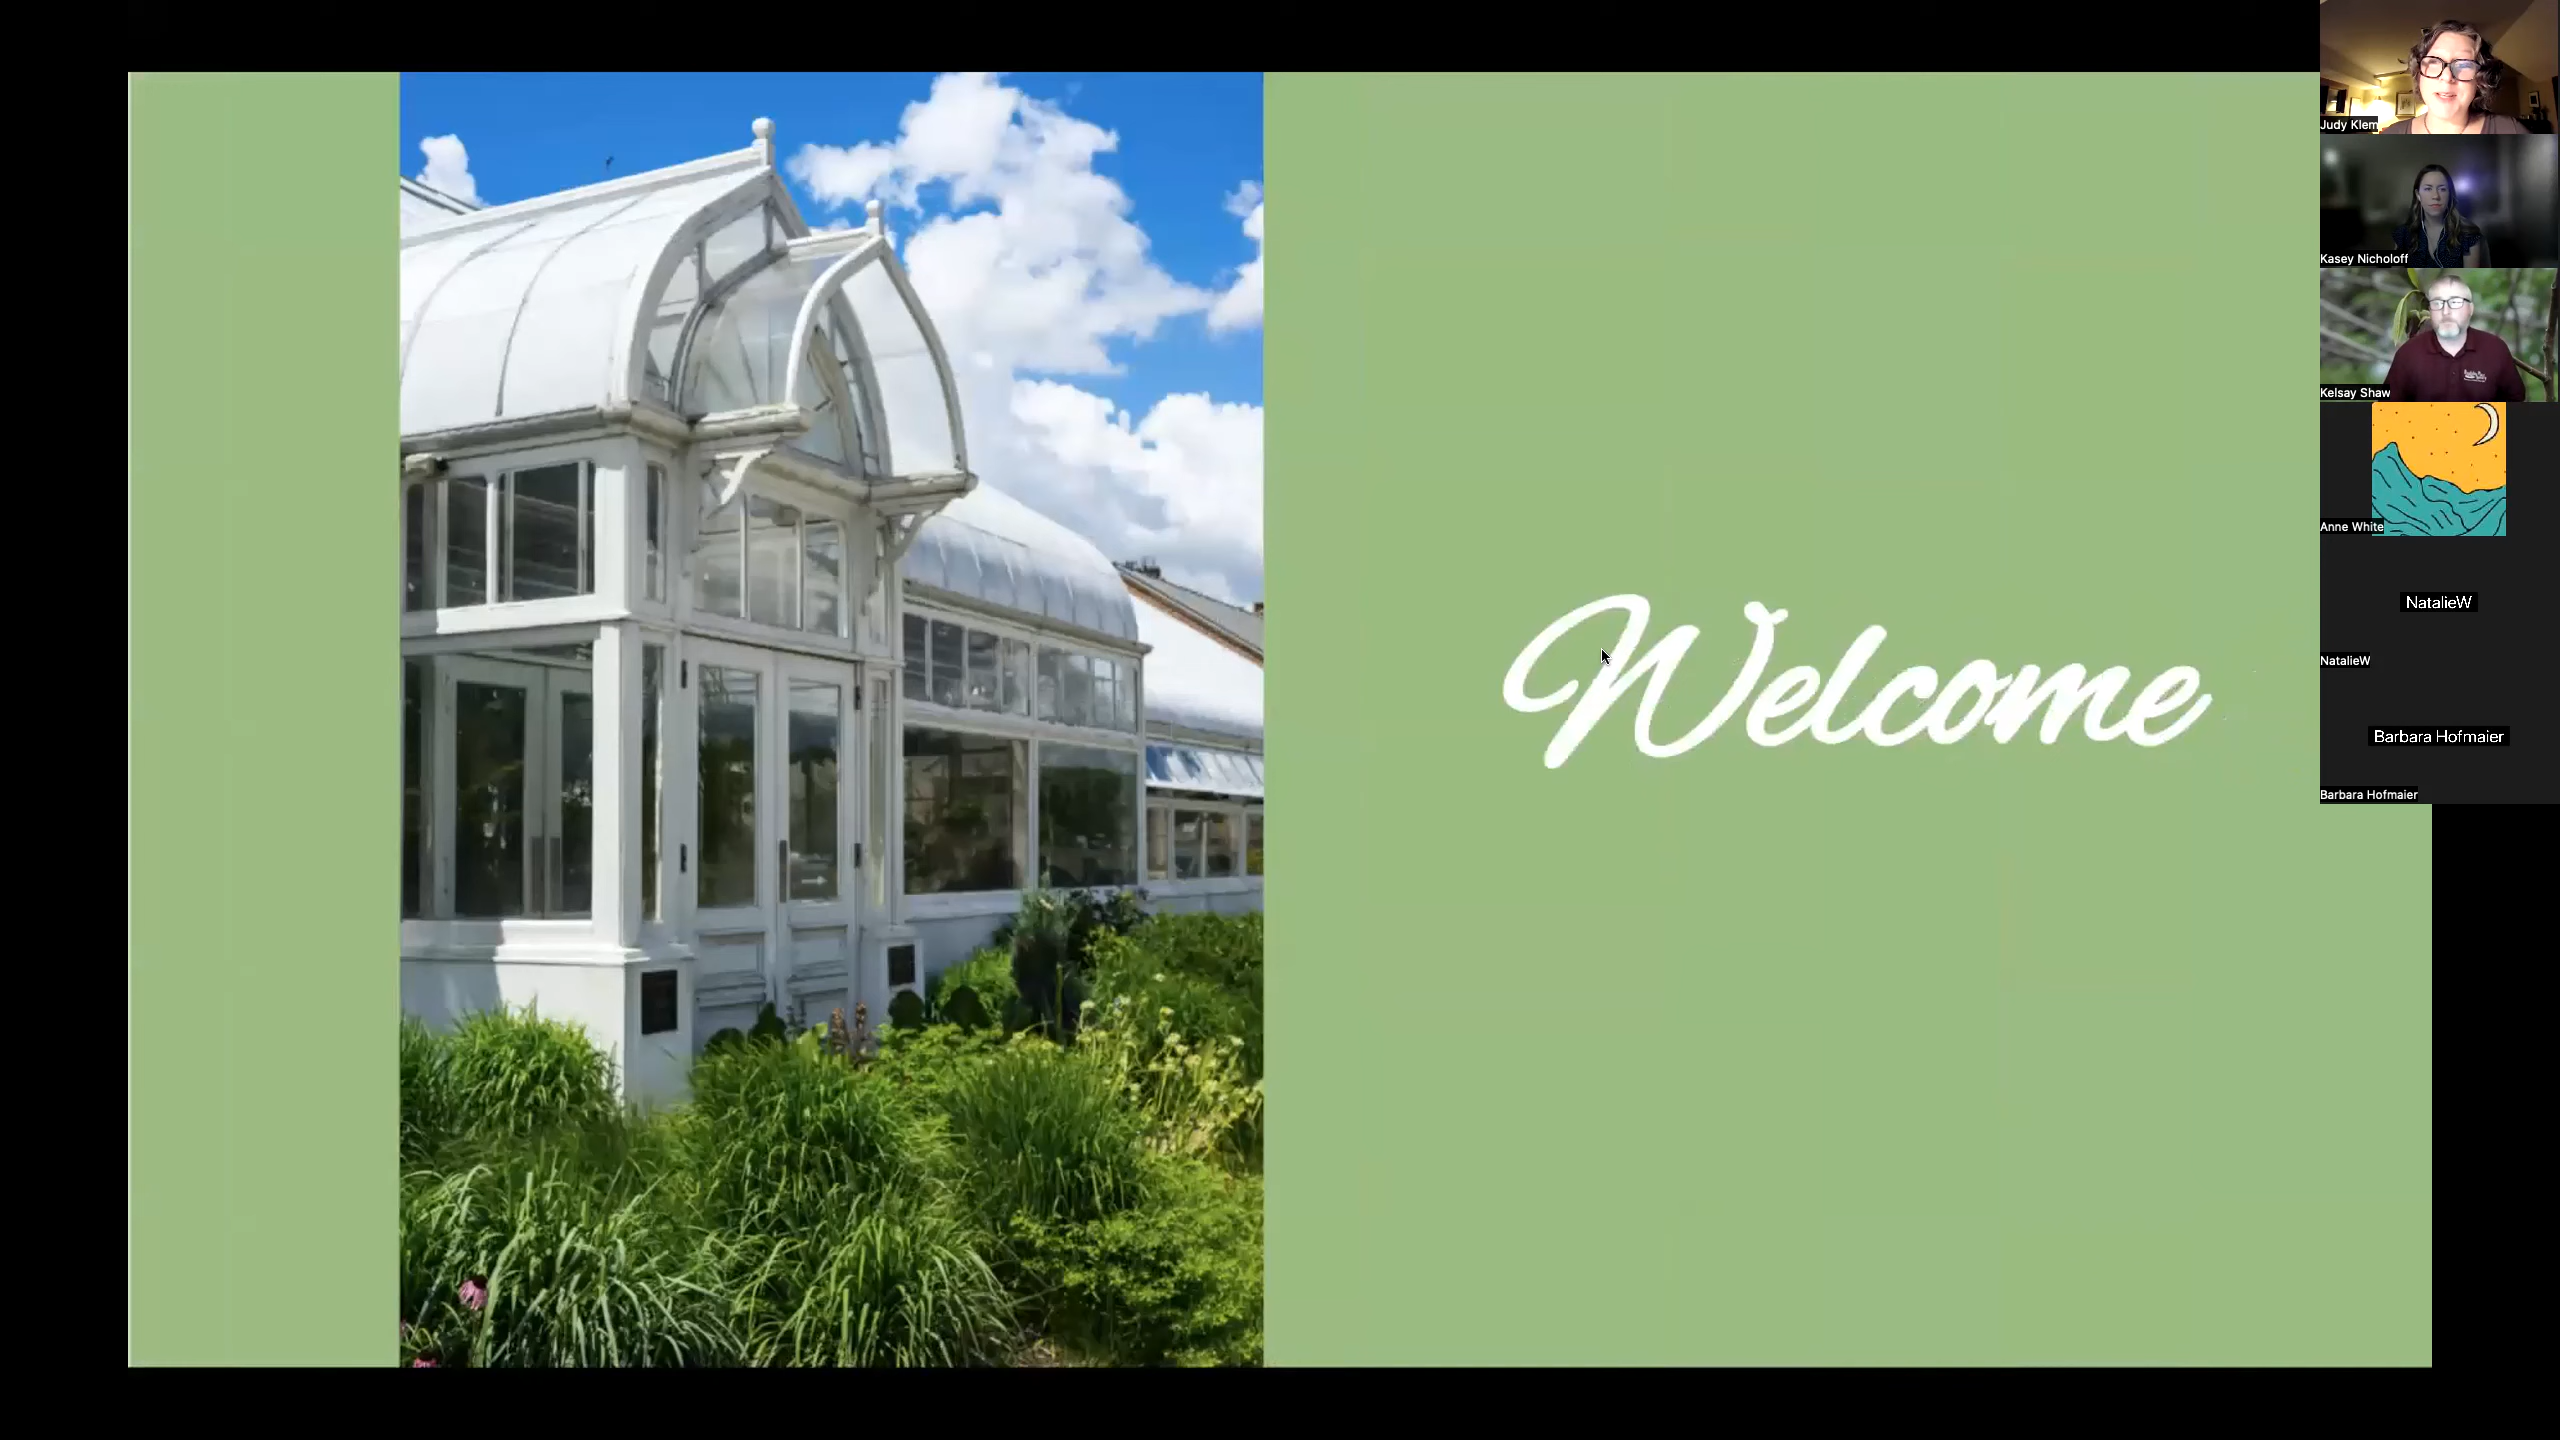 Welcome
Judy Klem
Kasey Nicholoff
Kelsay Shaw
Anne White
NatalieW
NatalieW
Barbara Hofmaier
Barbara Hofmaier